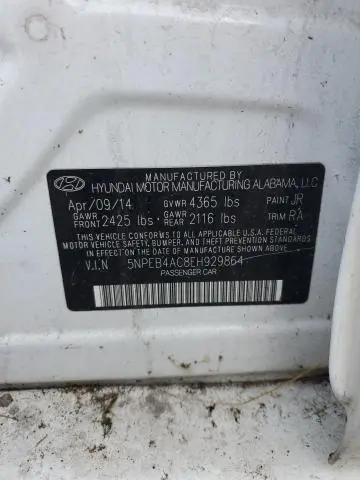 MANUFACTURED BY
HYUNDAI MOTOR MANUFACTURING ALABAMA, LLC
Apr/09/14 GVWR 4365 lbs PAINT JR
GAWR FRONT 2425 lbs GAWR REAR 2116 lbs TRIM RA
THIS VEHICLE CONFORMS TO ALL APPLICABLE U.S.A. FEDERAL
MOTOR VEHICLE SAFETY, BUMPER, AND THEFT PREVENTION STANDARDS
IN EFFECT ON THE DATE OF MANUFACTURE SHOWN ABOVE.
V.I.N 5NPEB4AC8EH929864
PASSENGER CAR